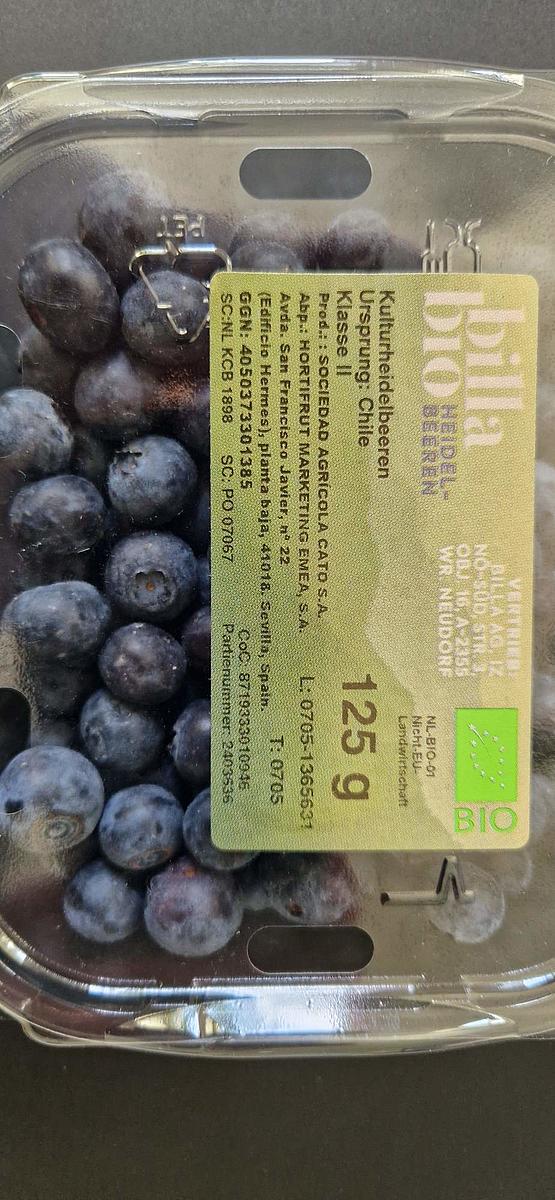 billa
bio
HEIDEL-
BEEREN
VERTRIEB:
BILLA AG, IZ
NÖ-SÜD, STR. 3,
OBJ. 16, A-2355
WR. NEUDORF
BIO
NL-BIO-01
Nicht-EU-
Landwirtschaft
Kulturheidelbeeren
Ursprung: Chile
Klasse II
125 g
Prod.: : SOCIEDAD AGRÍCOLA CATO S.A.
Abp.: HORTIFRUT MARKETING EMEA, S.A.
L: 0705-1365631
Avda. San Francisco Javier, nº 22
(Edificio Hermes), planta baja, 41018. Sevilla, Spain.
T: 0705
GGN: 4050373301385
CoC: 8719333010946
SC:NL KCB 1898
SC: PO 07067
Partienummer: 2403536
PET